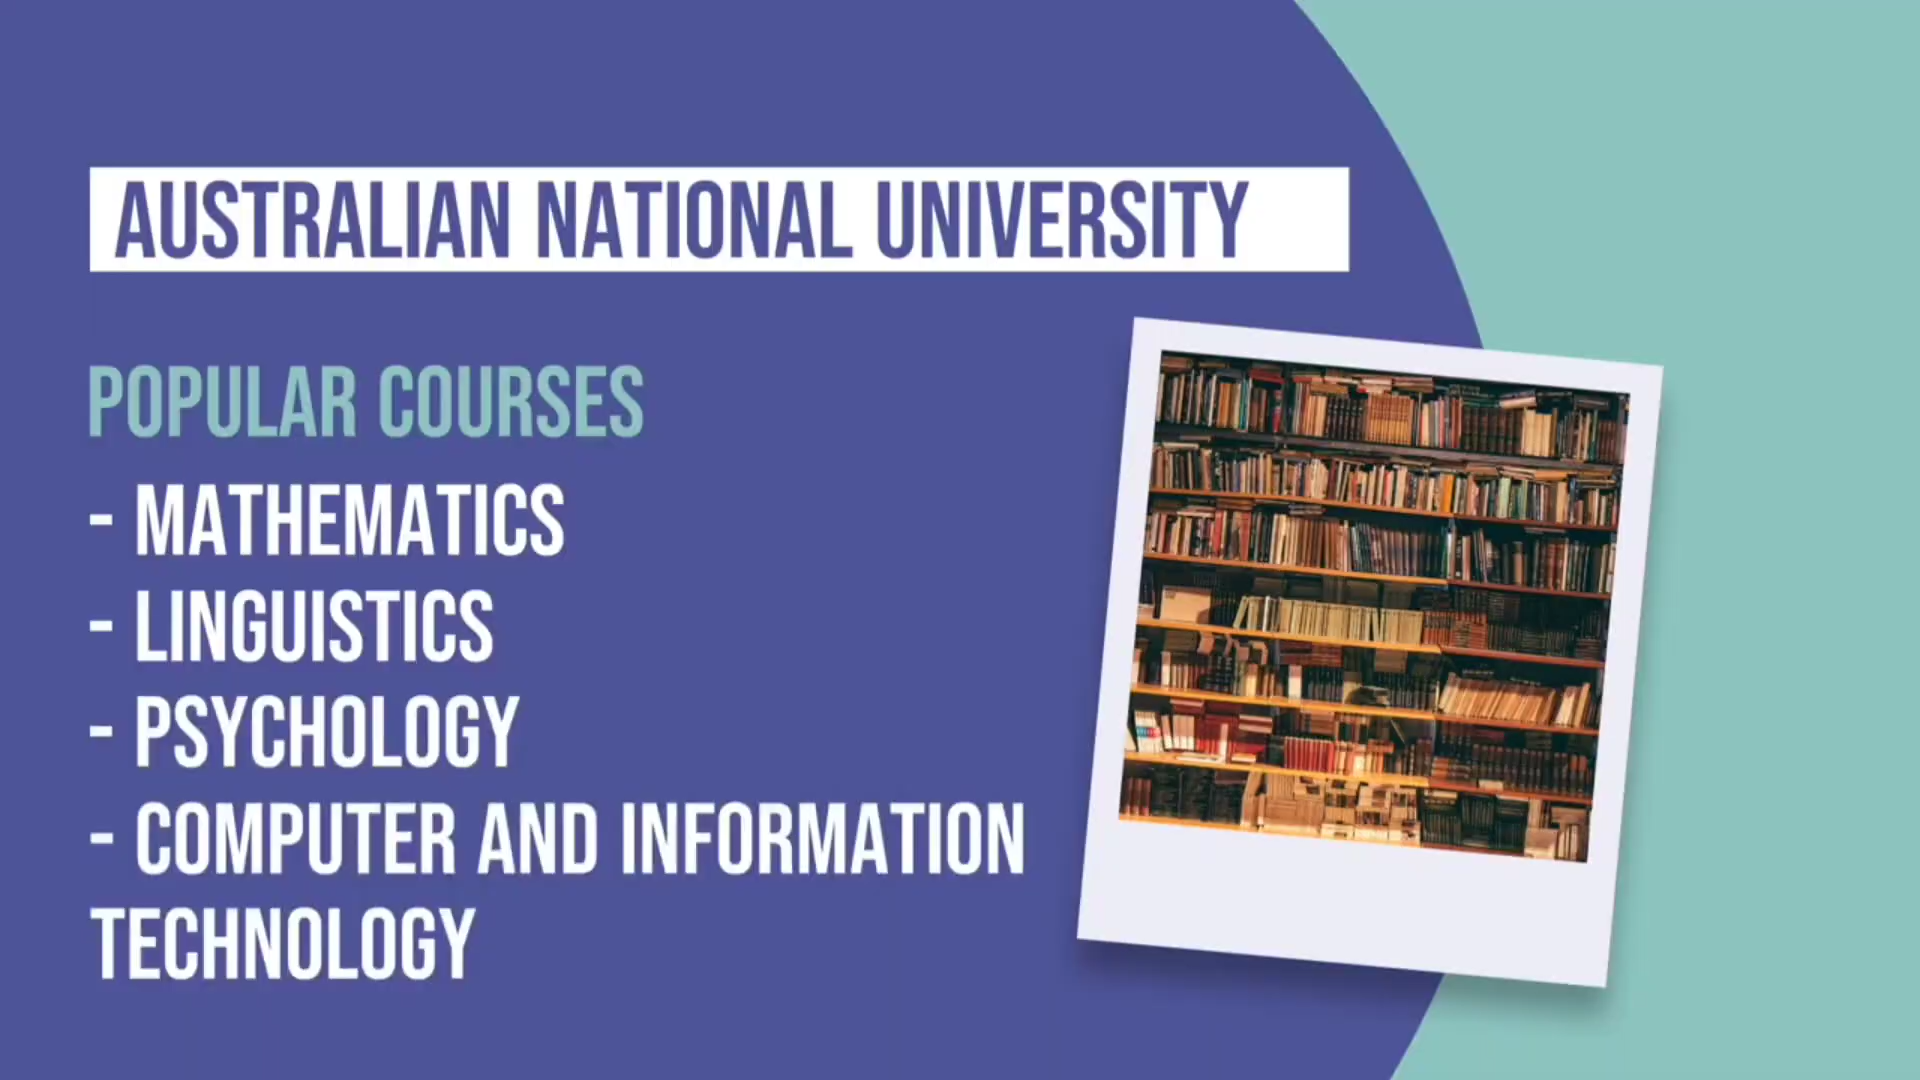 AUSTRALIAN NATIONAL UNIVERSITY
POPULAR COURSES
- MATHEMATICS
- LINGUISTICS
- PSYCHOLOGY
- COMPUTER AND INFORMATION
TECHNOLOGY